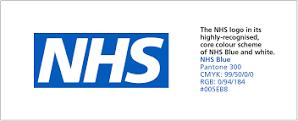 NHS
The NHS logo in its
highly-recognised,
core colour scheme
of NHS Blue and white.
NHS Blue
Pantone 300
CMYK: 99/50/0/0
RGB: 0/94/184
#005EB8